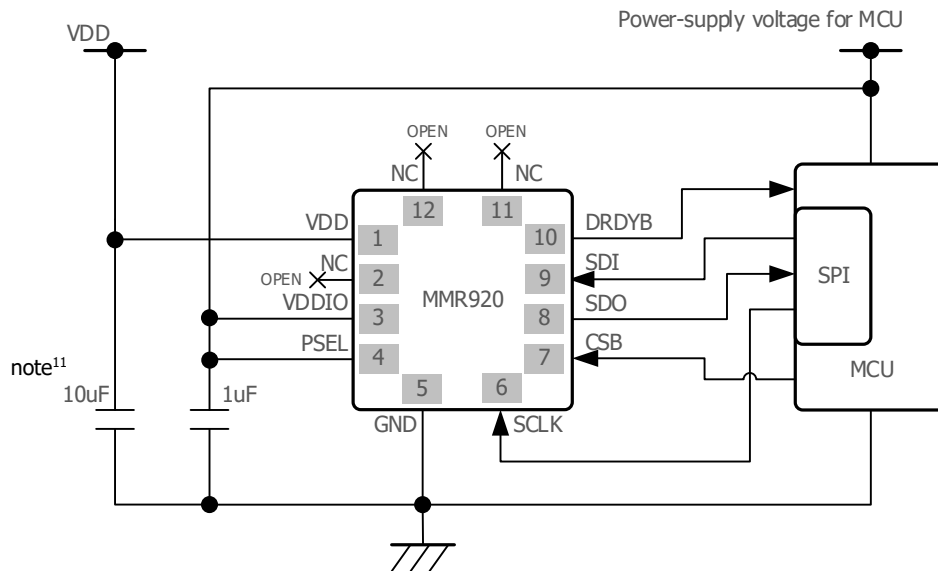 Power-supply voltage for MCU
VDD
OPEN
OPEN
NC
NC
12
11
VDD
1
10
DRDYB
NC
OPEN
2
9
SDI
MMR920
SPI
VDDIO
3
8
SDO
PSEL
4
7
CSB
MCU
note11
10uF
1uF
5
6
GND
SCLK